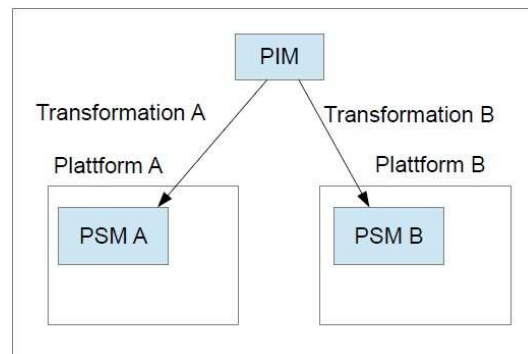 PIM
Transformation A
Transformation B
Plattform A
Plattform B
PSM A
PSM B